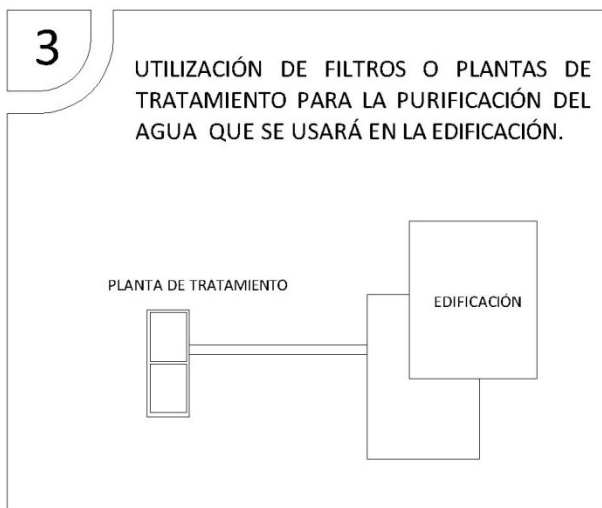 3
UTILIZACIÓN DE FILTROS O PLANTAS DE
TRATAMIENTO PARA LA PURIFICACIÓN DEL
AGUA QUE SE USARÁ EN LA EDIFICACIÓN.
PLANTA DE TRATAMIENTO
EDIFICACIÓN